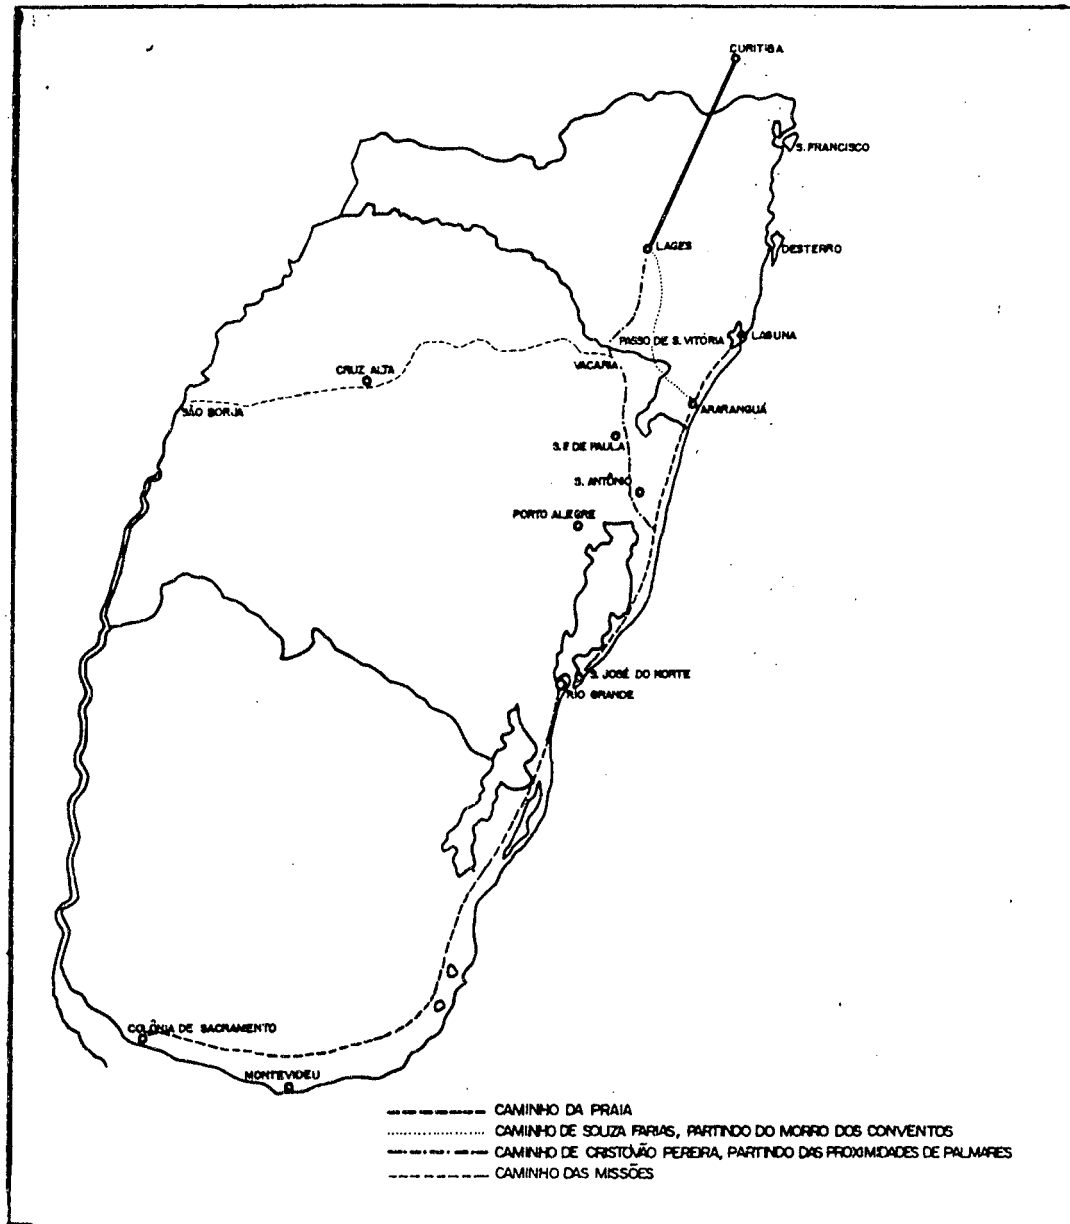 CURITIBA
S. FRANCISCO
LAGES
DESTERRO
PASSO DE S. VITÓRIA
LAGUNA
VACARIA
CRUZ ALTA
SÃO BORJA
ARARANGUÁ
S. F DE PAULA
S. ANTÔNIO
PORTO ALEGRE
S. JOSÉ DO NORTE
RIO GRANDE
COLÔNIA DE SACRAMENTO
MONTEVIDEU
CAMINHO DA PRAIA
CAMINHO DE SOUZA FARIAS, PARTINDO DO MORRO DOS CONVENTOS
CAMINHO DE CRISTÓVÃO PEREIRA, PARTINDO DAS PROXIMIDADES DE PALMARES
CAMINHO DAS MISSÕES